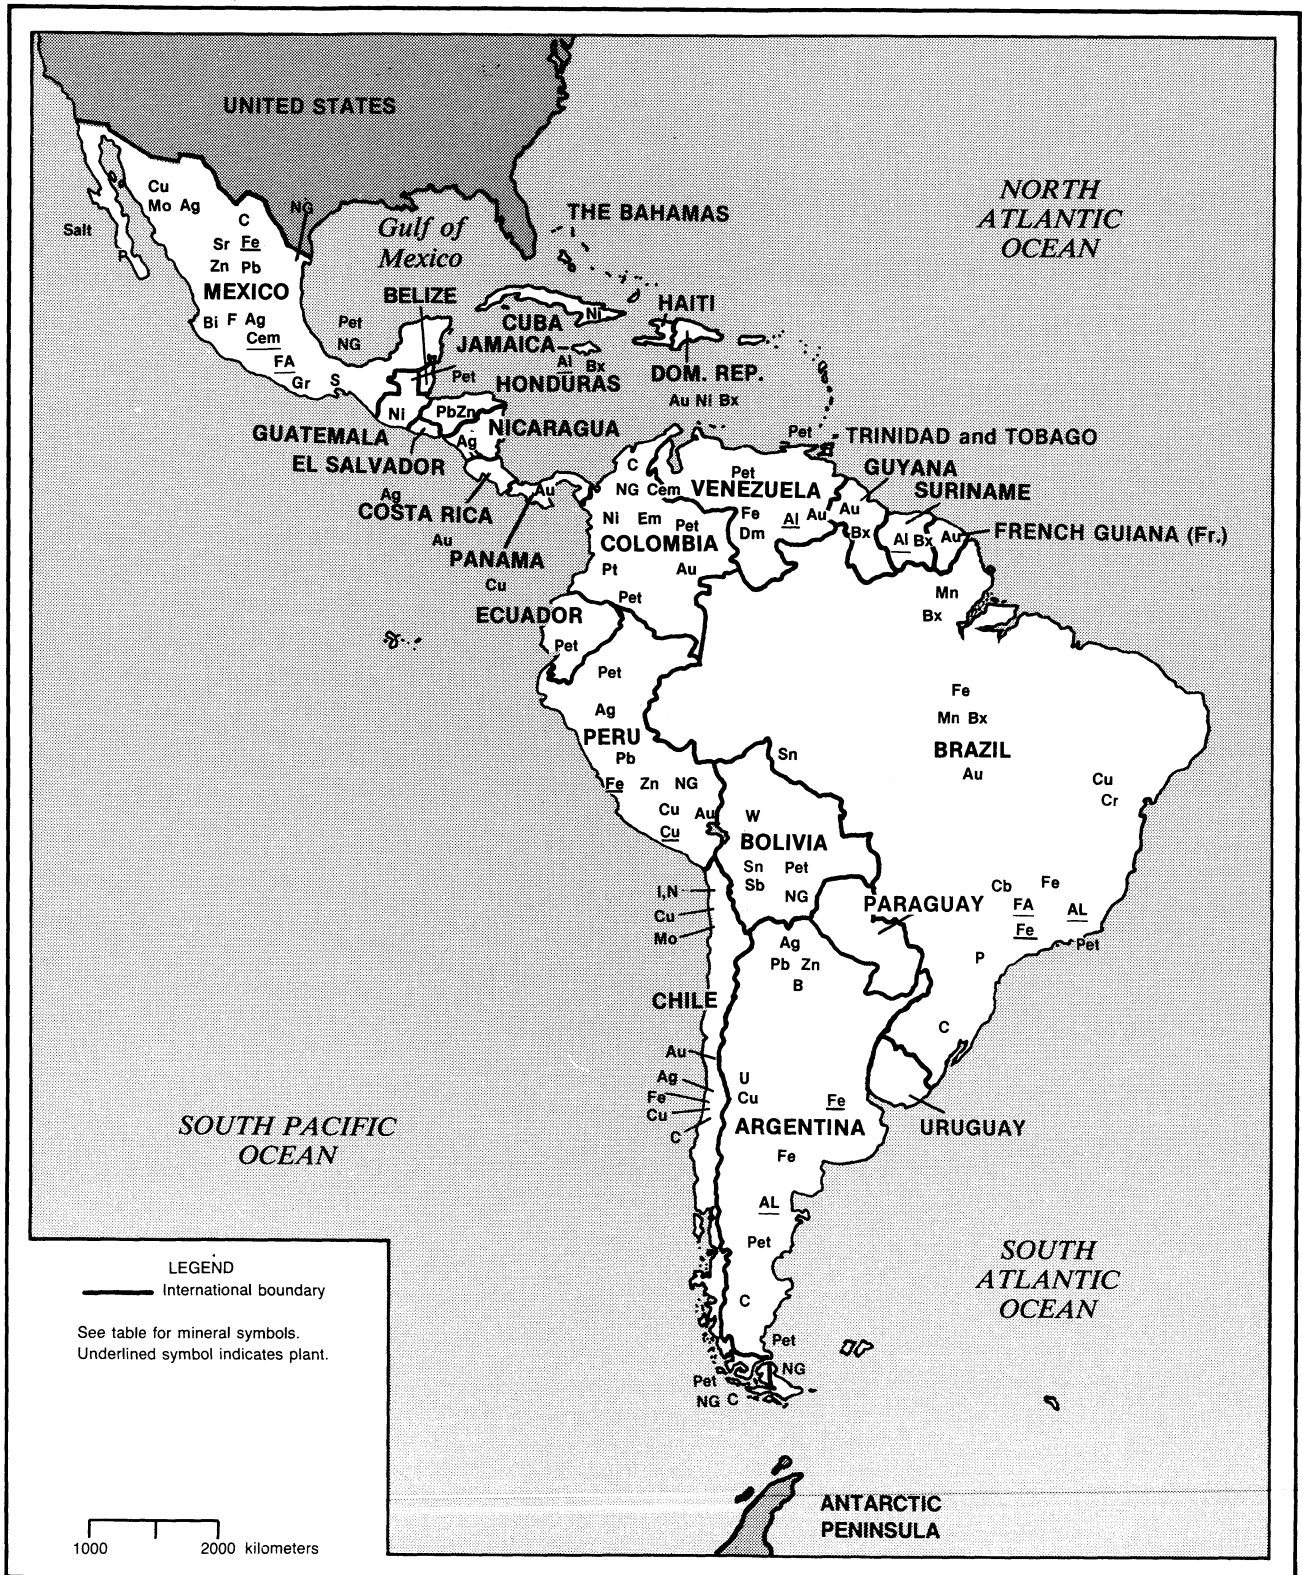 UNITED STATES
NORTH
ATLANTIC
OCEAN
Cu
Mo Ag
NG
C
Salt
Sr Fe
P
Zn Pb
MEXICO
Gulf of
Mexico
THE BAHAMAS
BELIZE
HAITI
Bi F Ag
Cem
FA
Gr S
Pet
NG
CUBA
Ni
JAMAICA
Al Bx
DOM. REP.
Au Ni Bx
Pet
HONDURAS
Ni
PbZn
NICARAGUA
GUATEMALA
Ag
EL SALVADOR
Ag
COSTA RICA
Au
Au
PANAMA
Cu
Pet
TRINIDAD and TOBAGO
GUYANA
SURINAME
FRENCH GUIANA (Fr.)
C
Pet
NG Cem
VENEZUELA
Ni Em Pet
Fe
Dm
Al Au
Au
Bx
Al Bx
Au
COLOMBIA
Pt Au
Pet
ECUADOR
Pet
Mn
Bx
Pet
Ag
PERU
Pb
Fe Zn NG
Cu Au
Cu
Fe
Mn Bx
BRAZIL
Au
Sn
Cu
Cr
W
BOLIVIA
Sn Pet
Sb
NG
I,N
Cu
Mo
PARAGUAY
Cb Fe
FA AL
Fe
Pet
P
C
Ag
Pb Zn
B
CHILE
Au
Ag
Fe
Cu
C
U
Cu
Fe
ARGENTINA
URUGUAY
Fe
AL
Pet
C
Pet
NG
Pet
NG C
SOUTH PACIFIC
OCEAN
SOUTH
ATLANTIC
OCEAN
LEGEND
International boundary
See table for mineral symbols.
Underlined symbol indicates plant.
1000 2000 kilometers
ANTARCTIC
PENINSULA